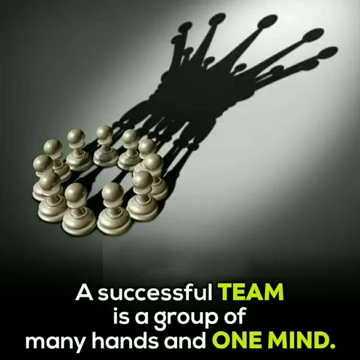 A successful TEAM
is a group of
many hands and ONE MIND.